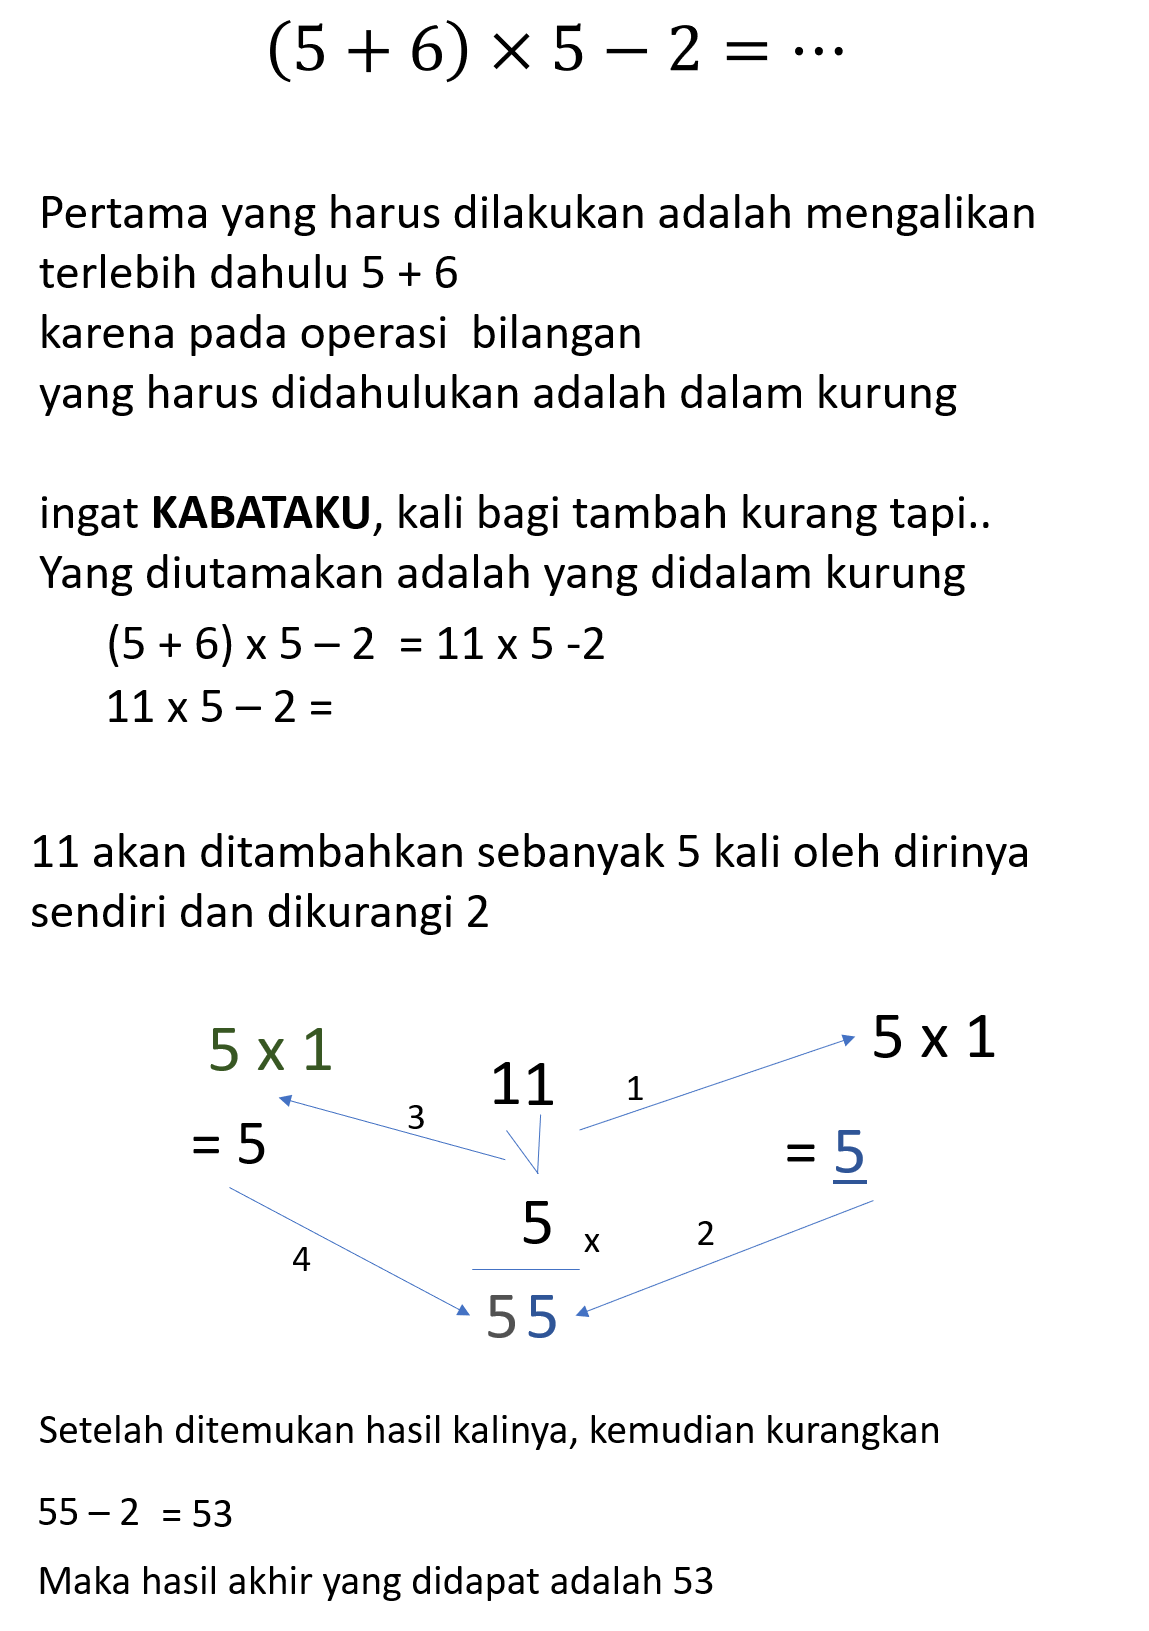 (5 + 6) × 5 − 2 = ⋯
Pertama yang harus dilakukan adalah mengalikan
terlebih dahulu 5 + 6
karena pada operasi  bilangan
yang harus didahulukan adalah dalam kurung
ingat KABATAKU, kali bagi tambah kurang tapi..
Yang diutamakan adalah yang didalam kurung
(5 + 6) x 5 – 2  = 11 x 5 -2
11 x 5 – 2 =
11 akan ditambahkan sebanyak 5 kali oleh dirinya
sendiri dan dikurangi 2
5 x 1
11
1
5 x 1
3
= 5
= 5
5 x
2
4
55
Setelah ditemukan hasil kalinya, kemudian kurangkan
55 – 2 = 53
Maka hasil akhir yang didapat adalah 53